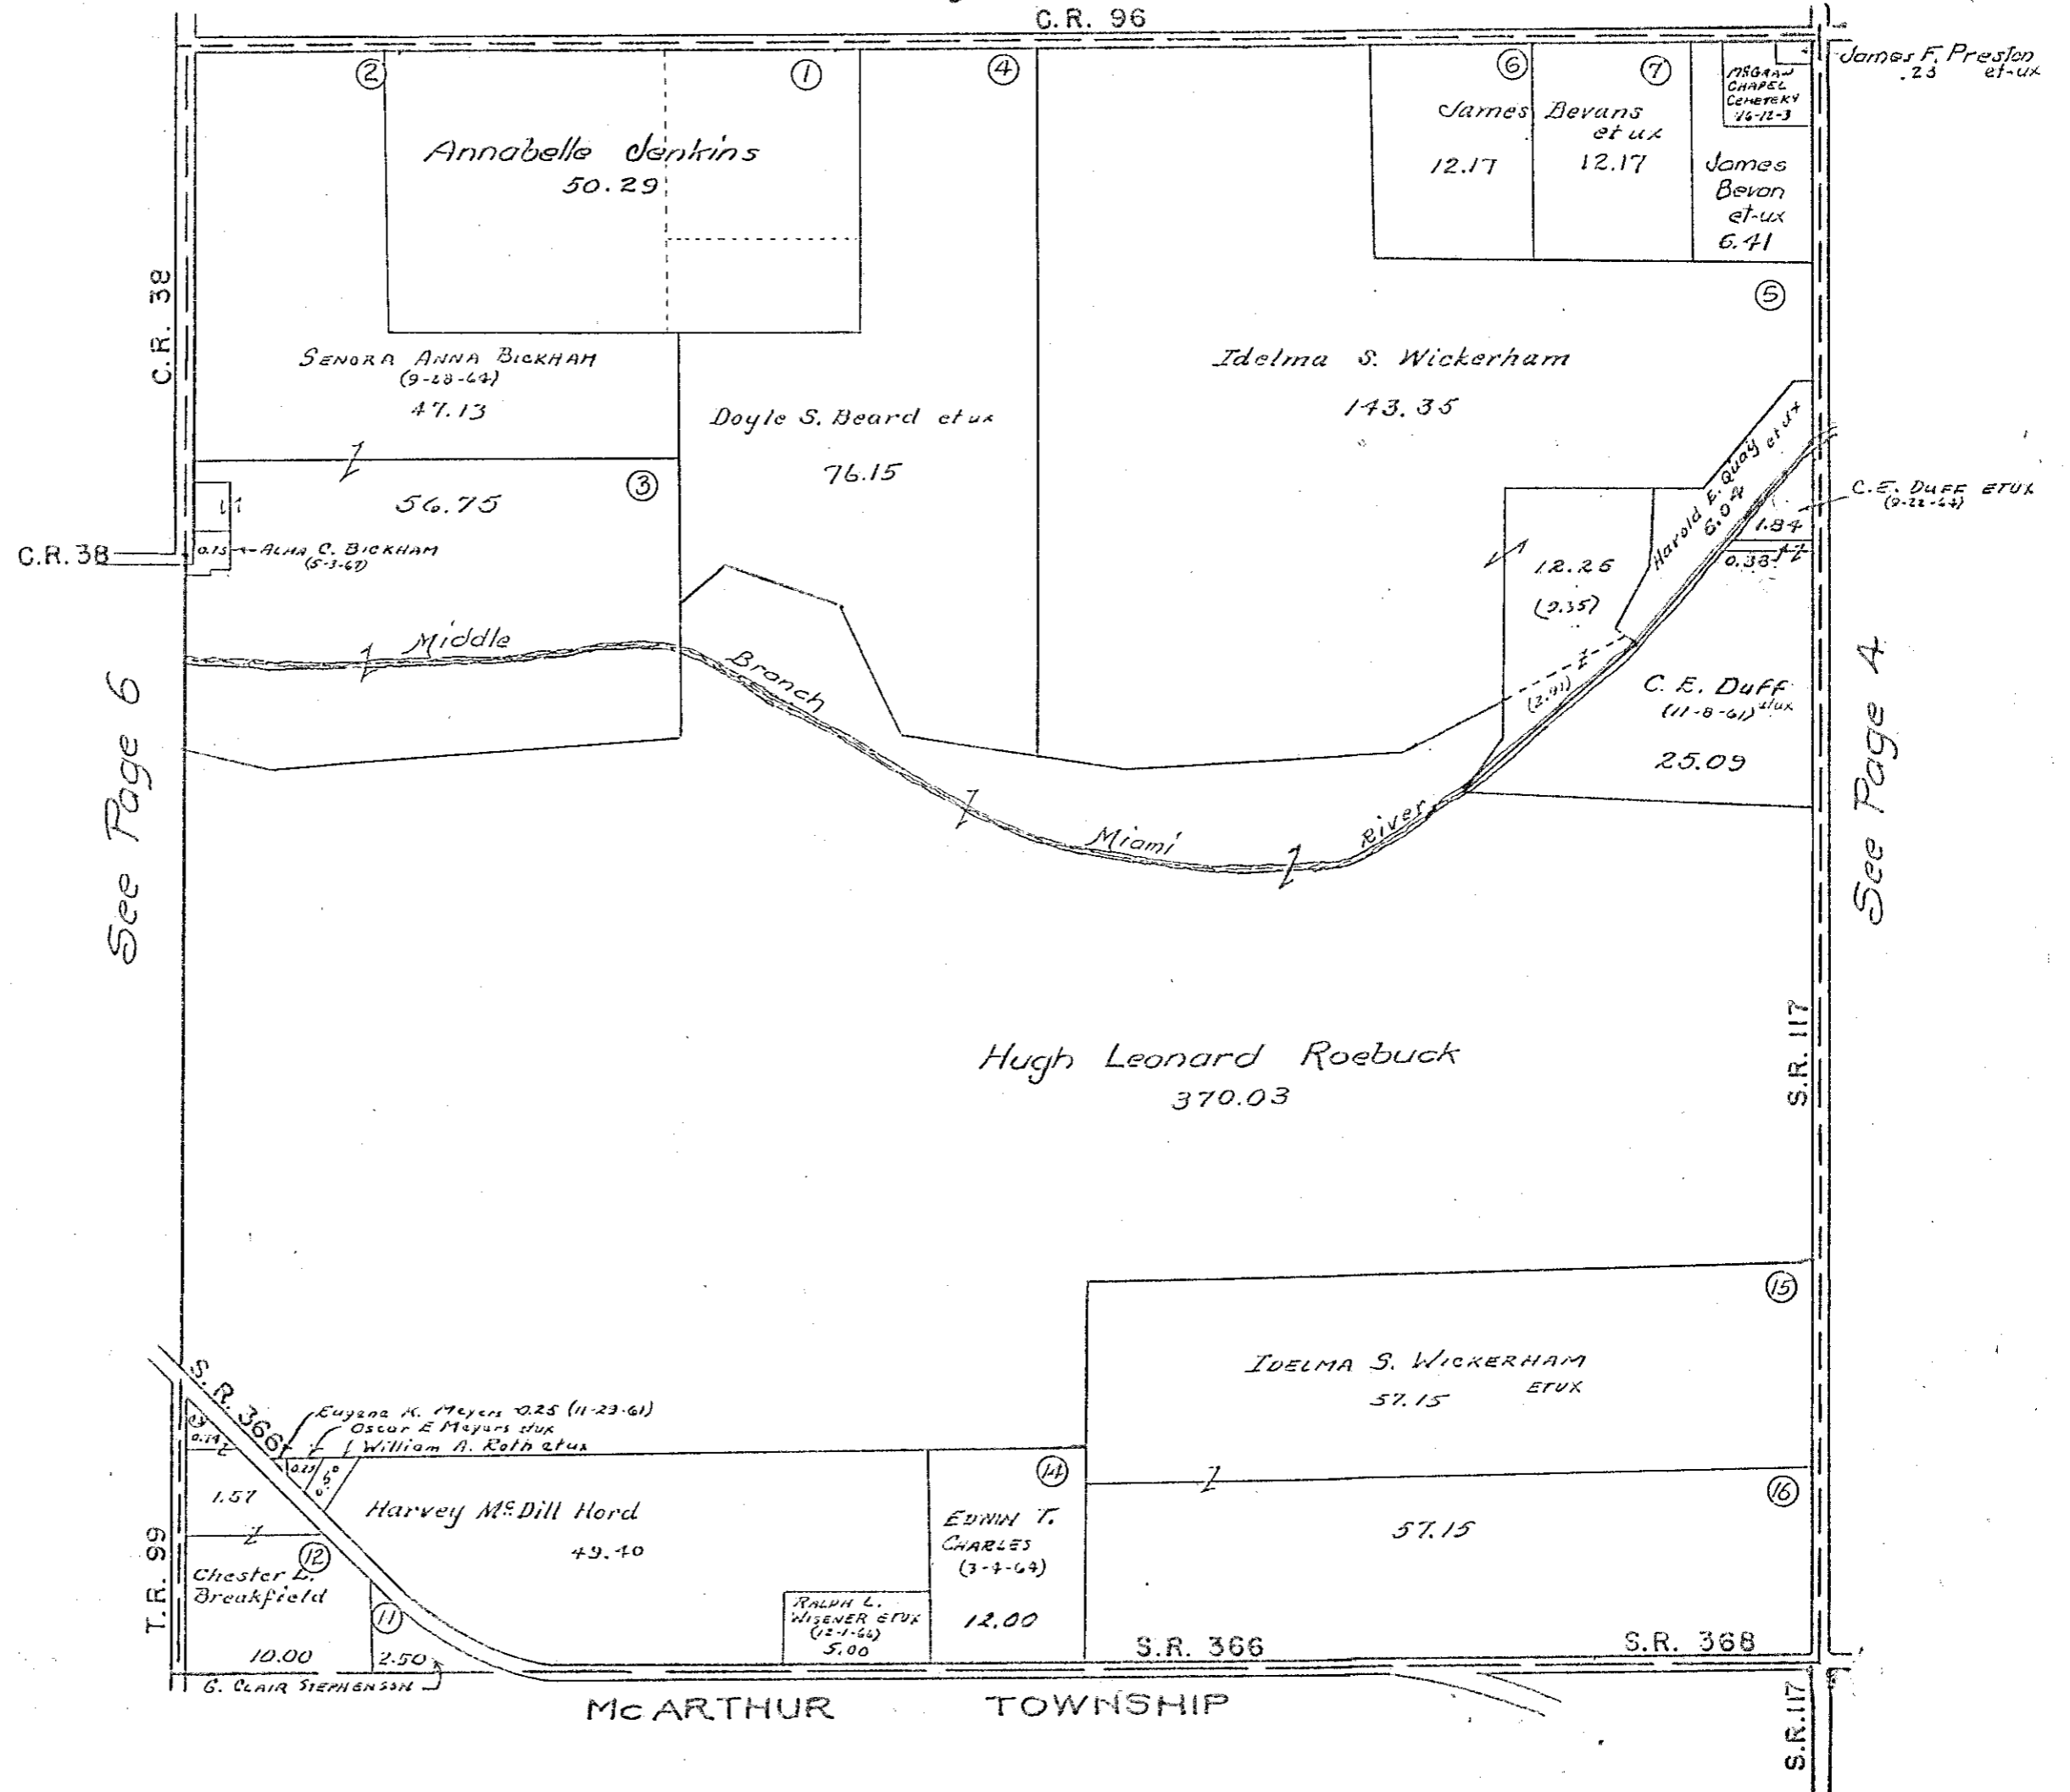 C.R. 96
James F. Preston
.23 et-ux
2
1
4
6
7
CHAPEL
CEMETERY
16-12-3
Annabelle Jenkins
50.29
James Bevans
et ux
12.17
12.17
James
Bevan
et-ux
6.41
5
C.R. 38
SENORA ANNA BICKHAM
47.13
Doyle S. Beard et ux
76.15
Idelma S. Wickerham
143.35
Harold E. Quay et ux
6.04
C.E. DUFF ETUX
(9-22-64)
1.84
0.38
3
56.75
C.R. 38
0.75
ALMA C. BICKHAM
(5-3-67)
12.26
(9.35)
(2.91)
Middle Branch Miami River
C. E. Duff
(11-8-61) etux
25.09
See Page 6
See Page 4
Hugh Leonard Roebuck
370.03
S.R. 117
15
IDELMA S. WICKERHAM
ETUX
57.15
S.R. 366
Eugene K. Meyers 0.25 (11-29-61)
Oscar E Meyers etux
William A. Roth etux
0.25
1.57
Harvey McDill Hord
49.40
14
EDWIN T.
CHARLES
(3-4-64)
12.00
16
57.15
T.R. 99
12
Chester L.
Breakfield
10.00
11
2.50
RALPH L.
WISENER ETUX
(12-1-66)
5.00
S.R. 366
S.R. 368
G. CLAIR STEPHENSON
McARTHUR TOWNSHIP
S.R. 117